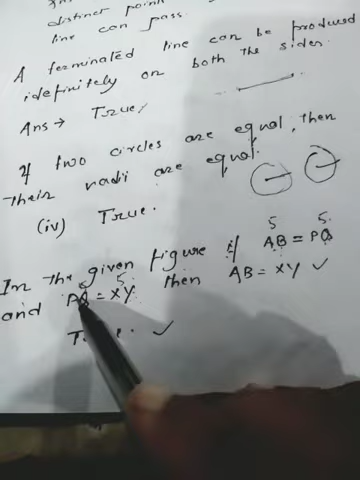 distinct point
line can pass.
A terminated line can be produced
idefinitely on both the sides.
Ans → True,
If two circles are equal, then
their radii are equal.
(iv) True.
5 5
In the given figure if AB = PQ
5
and PQ = XY then AB = XY ✓
✓